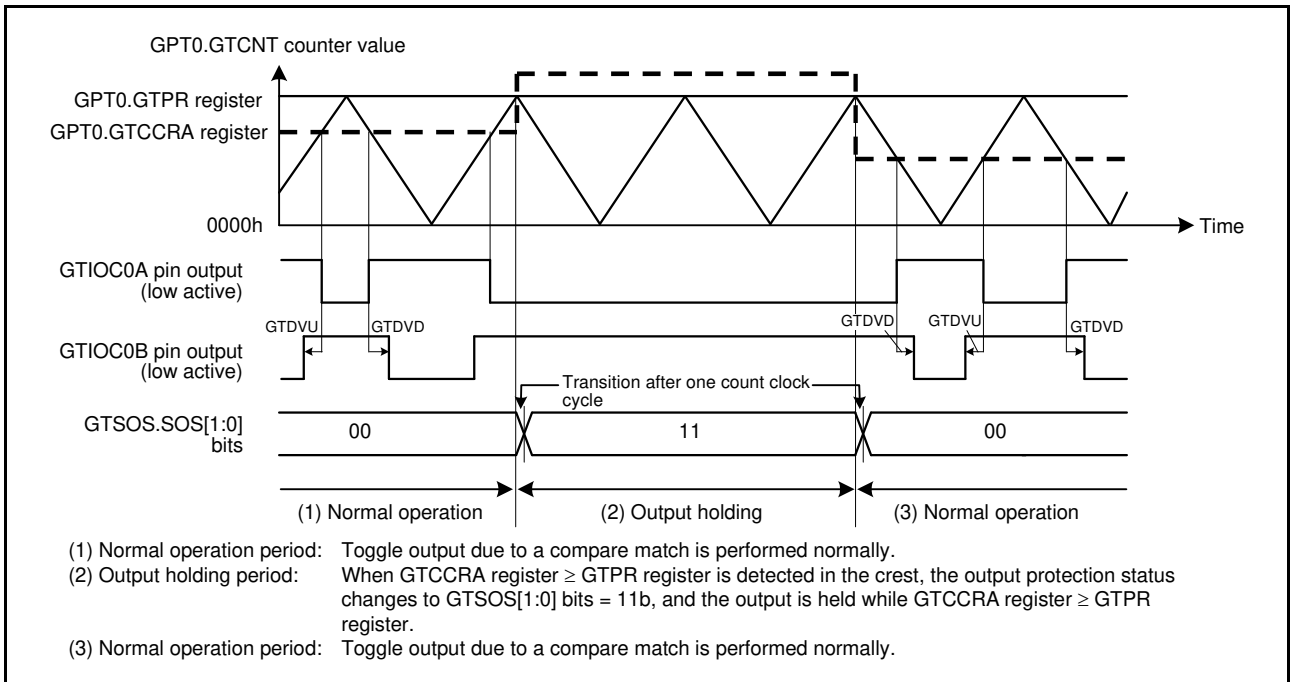 GPT0.GTCNT counter value
GPT0.GTPR register
GPT0.GTCCRA register
0000h
Time
GTIOC0A pin output
(low active)
GTDVU
GTDVD
GTDVD
GTDVU
GTDVD
GTIOC0B pin output
(low active)
Transition after one count clock
cycle
GTSOS.SOS[1:0]
bits
00
11
00
(1) Normal operation
(2) Output holding
(3) Normal operation
(1) Normal operation period: Toggle output due to a compare match is performed normally.
(2) Output holding period: When GTCCRA register ≥ GTPR register is detected in the crest, the output protection status
changes to GTSOS[1:0] bits = 11b, and the output is held while GTCCRA register ≥ GTPR
register.
(3) Normal operation period: Toggle output due to a compare match is performed normally.